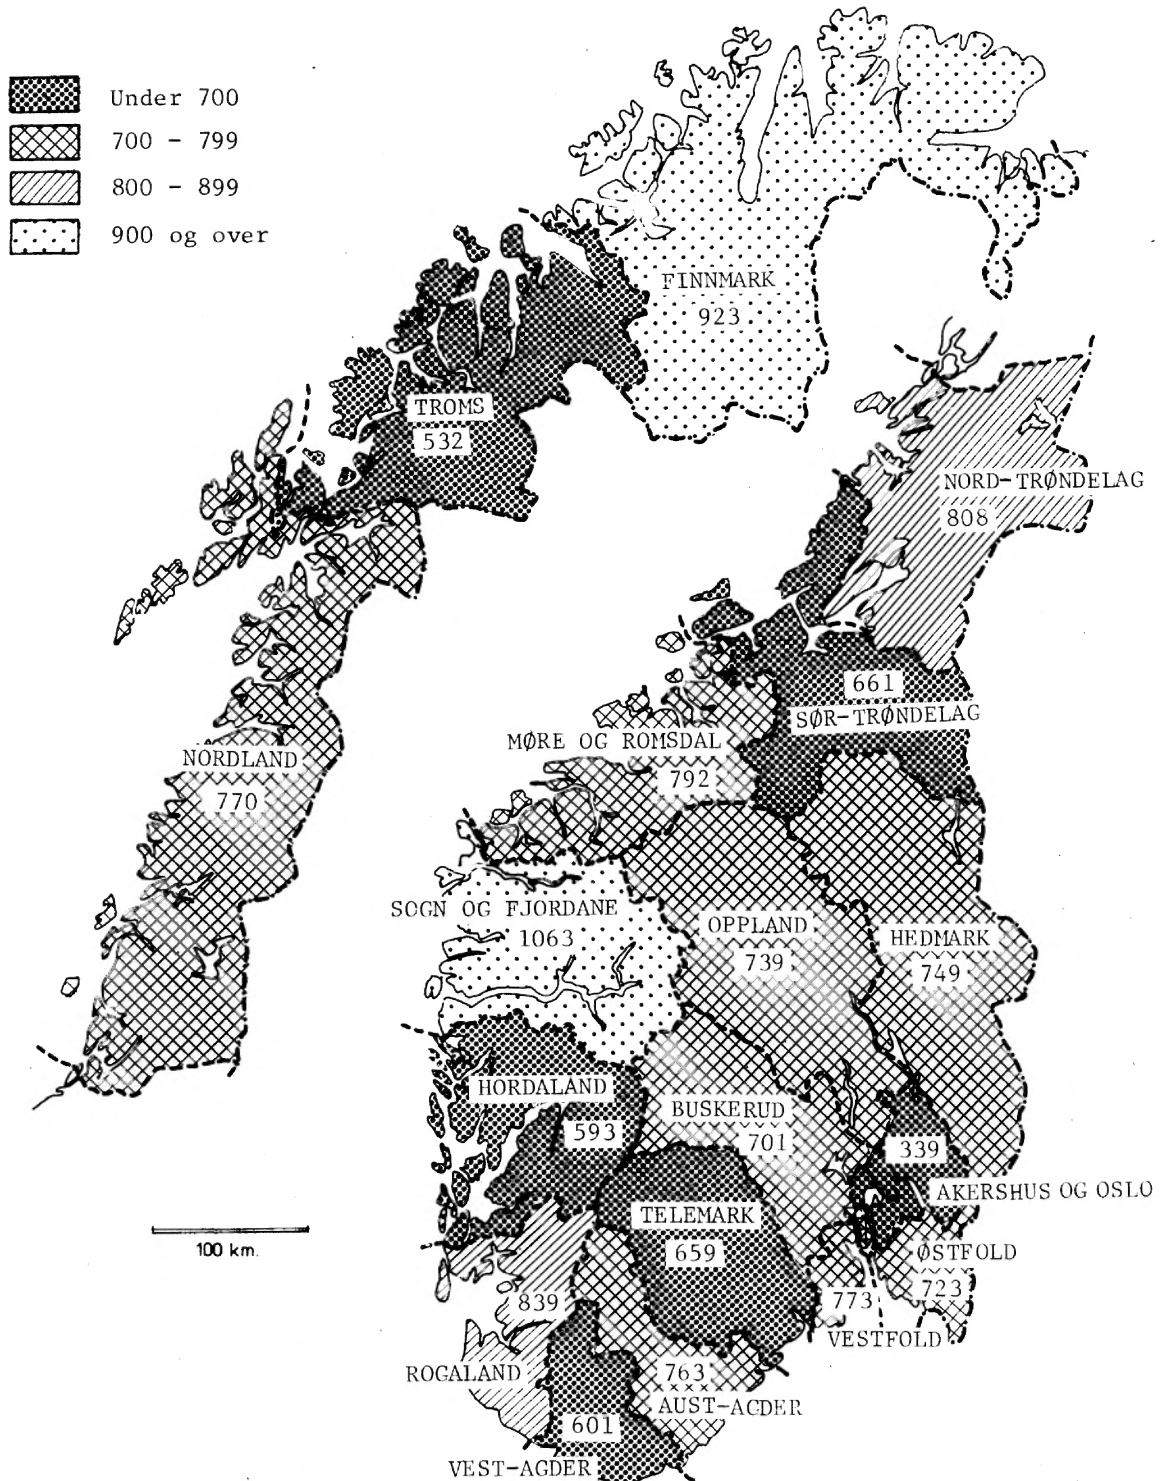 Under 700
700 - 799
800 - 899
900 og over
FINNMARK
923
TROMS
532
NORD-TRØNDELAG
808
661
SØR-TRØNDELAG
MØRE OG ROMSDAL
792
NORDLAND
770
SOGN OG FJORDANE
1063
OPPLAND
739
HEDMARK
749
HORDALAND
593
BUSKERUD
701
339
AKERSHUS OG OSLO
TELEMARK
659
ØSTFOLD
723
773
VESTFOLD
100 km.
839
ROGALAND
763
AUST-AGDER
601
VEST-AGDER